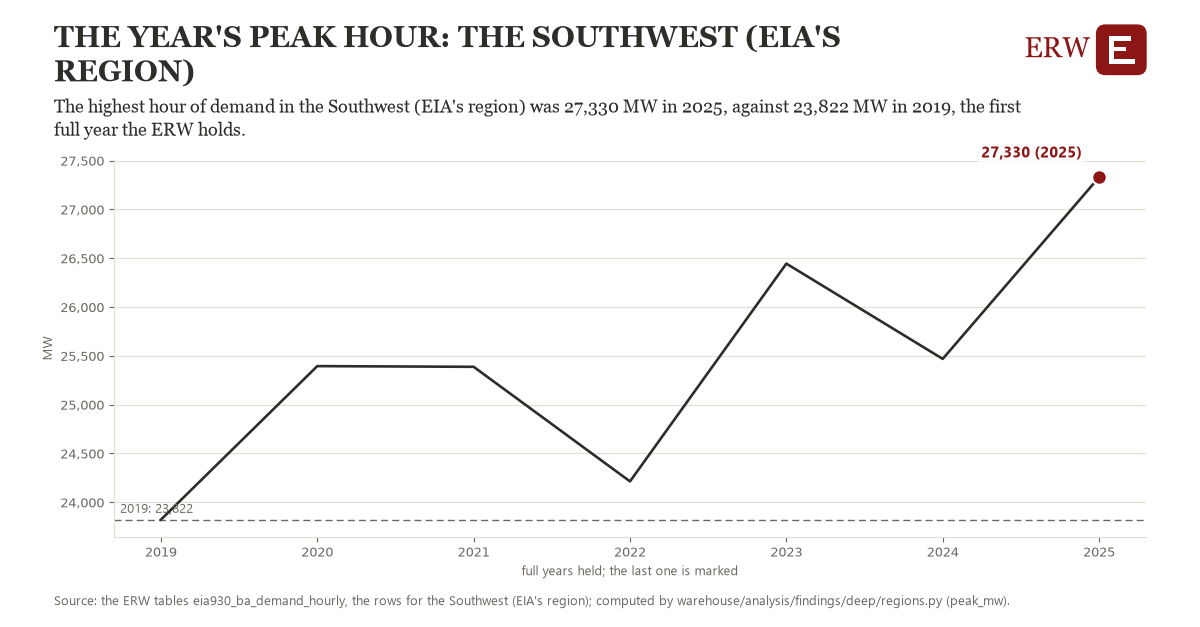 THE YEAR'S PEAK HOUR: THE SOUTHWEST (EIA'S
REGION)
ERW E
The highest hour of demand in the Southwest (EIA's region) was 27,330 MW in 2025, against 23,822 MW in 2019, the first
full year the ERW holds.
27,330 (2025)
27,500
27,000
26,500
26,000
25,500
25,000
24,500
24,000
MW
2019: 23,822
2019 2020 2021 2022 2023 2024 2025
full years held; the last one is marked
Source: the ERW tables eia930_ba_demand_hourly, the rows for the Southwest (EIA's region); computed by warehouse/analysis/findings/deep/regions.py (peak_mw).